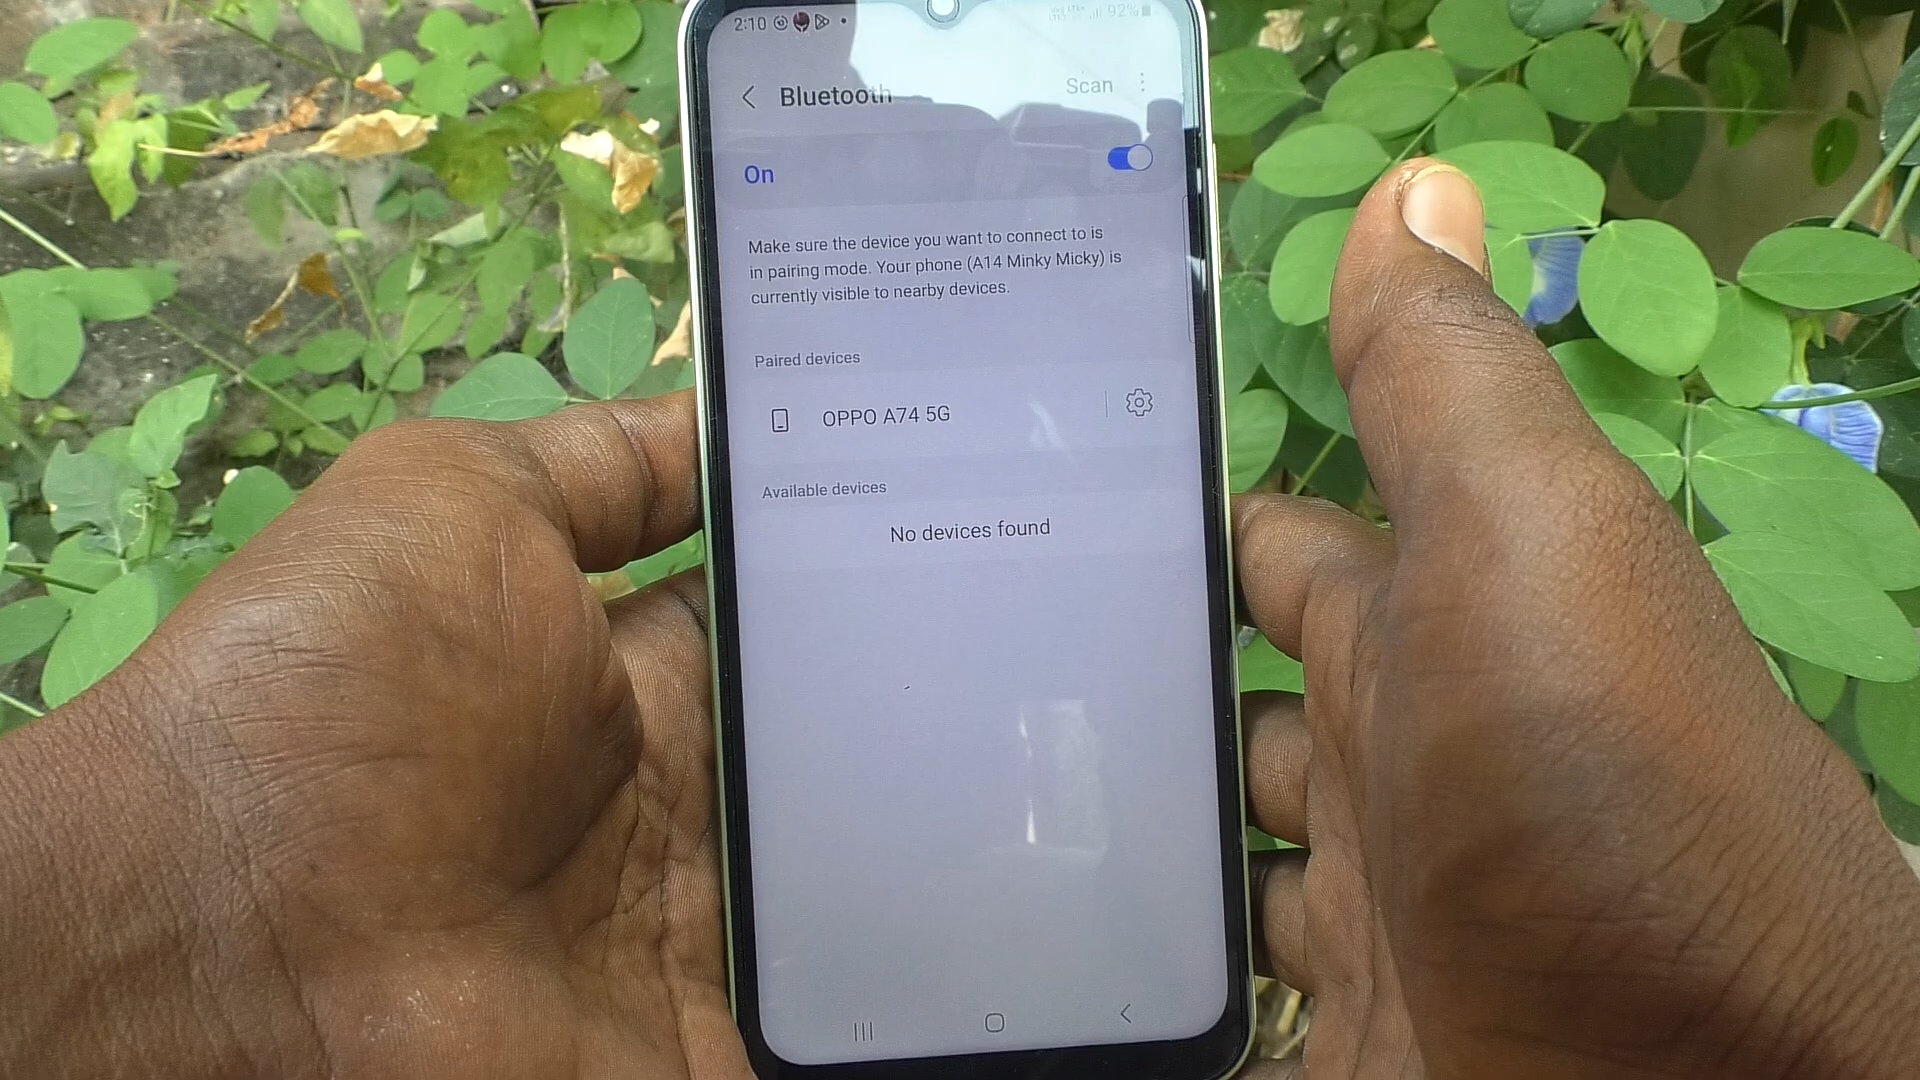 2:10
92%
Bluetooth
Scan
On
Make sure the device you want to connect to is
in pairing mode. Your phone (A14 Minky Micky) is
currently visible to nearby devices.
Paired devices
OPPO A74 5G
Available devices
No devices found